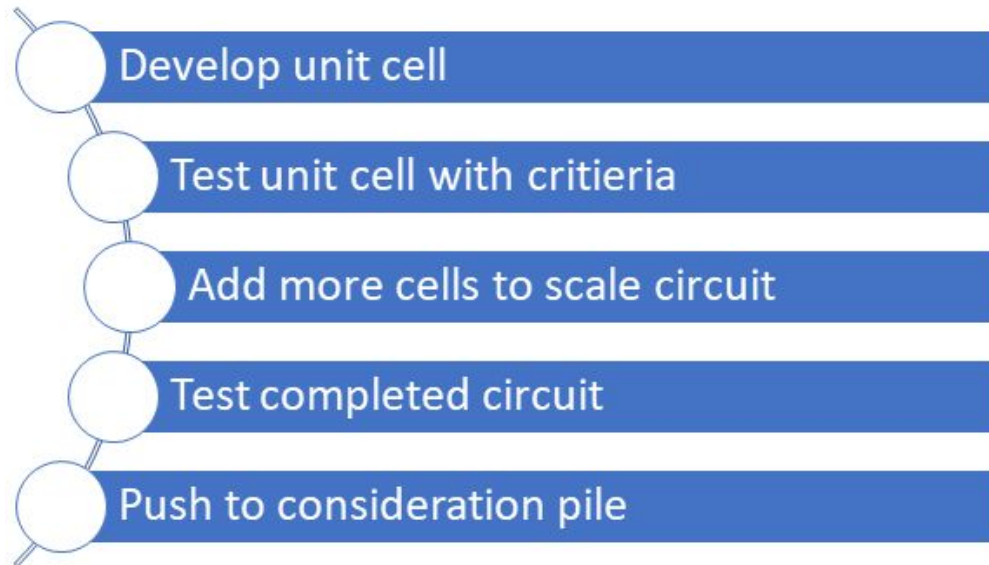 Develop unit cell
Test unit cell with critieria
Add more cells to scale circuit
Test completed circuit
Push to consideration pile